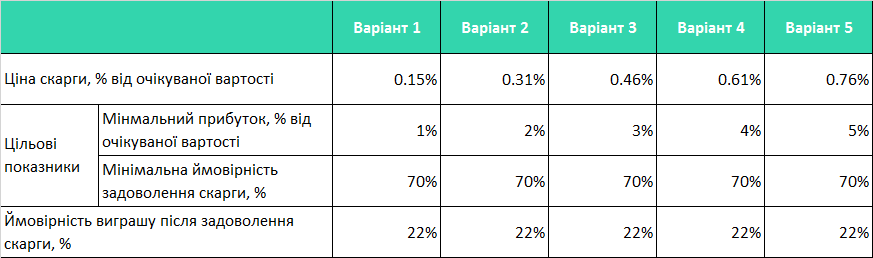 Варіант 1 Варіант 2 Варіант 3 Варіант 4 Варіант 5
Ціна скарги, % від очікуваної вартості 0.15% 0.31% 0.46% 0.61% 0.76%
Цільові показники
Мінмальний прибуток, % від
очікуваної вартості
1% 2% 3% 4% 5%
Мінімальна ймовірність
задоволення скарги, %
70% 70% 70% 70% 70%
Ймовірність виграшу після задоволення
скарги, %
22% 22% 22% 22% 22%